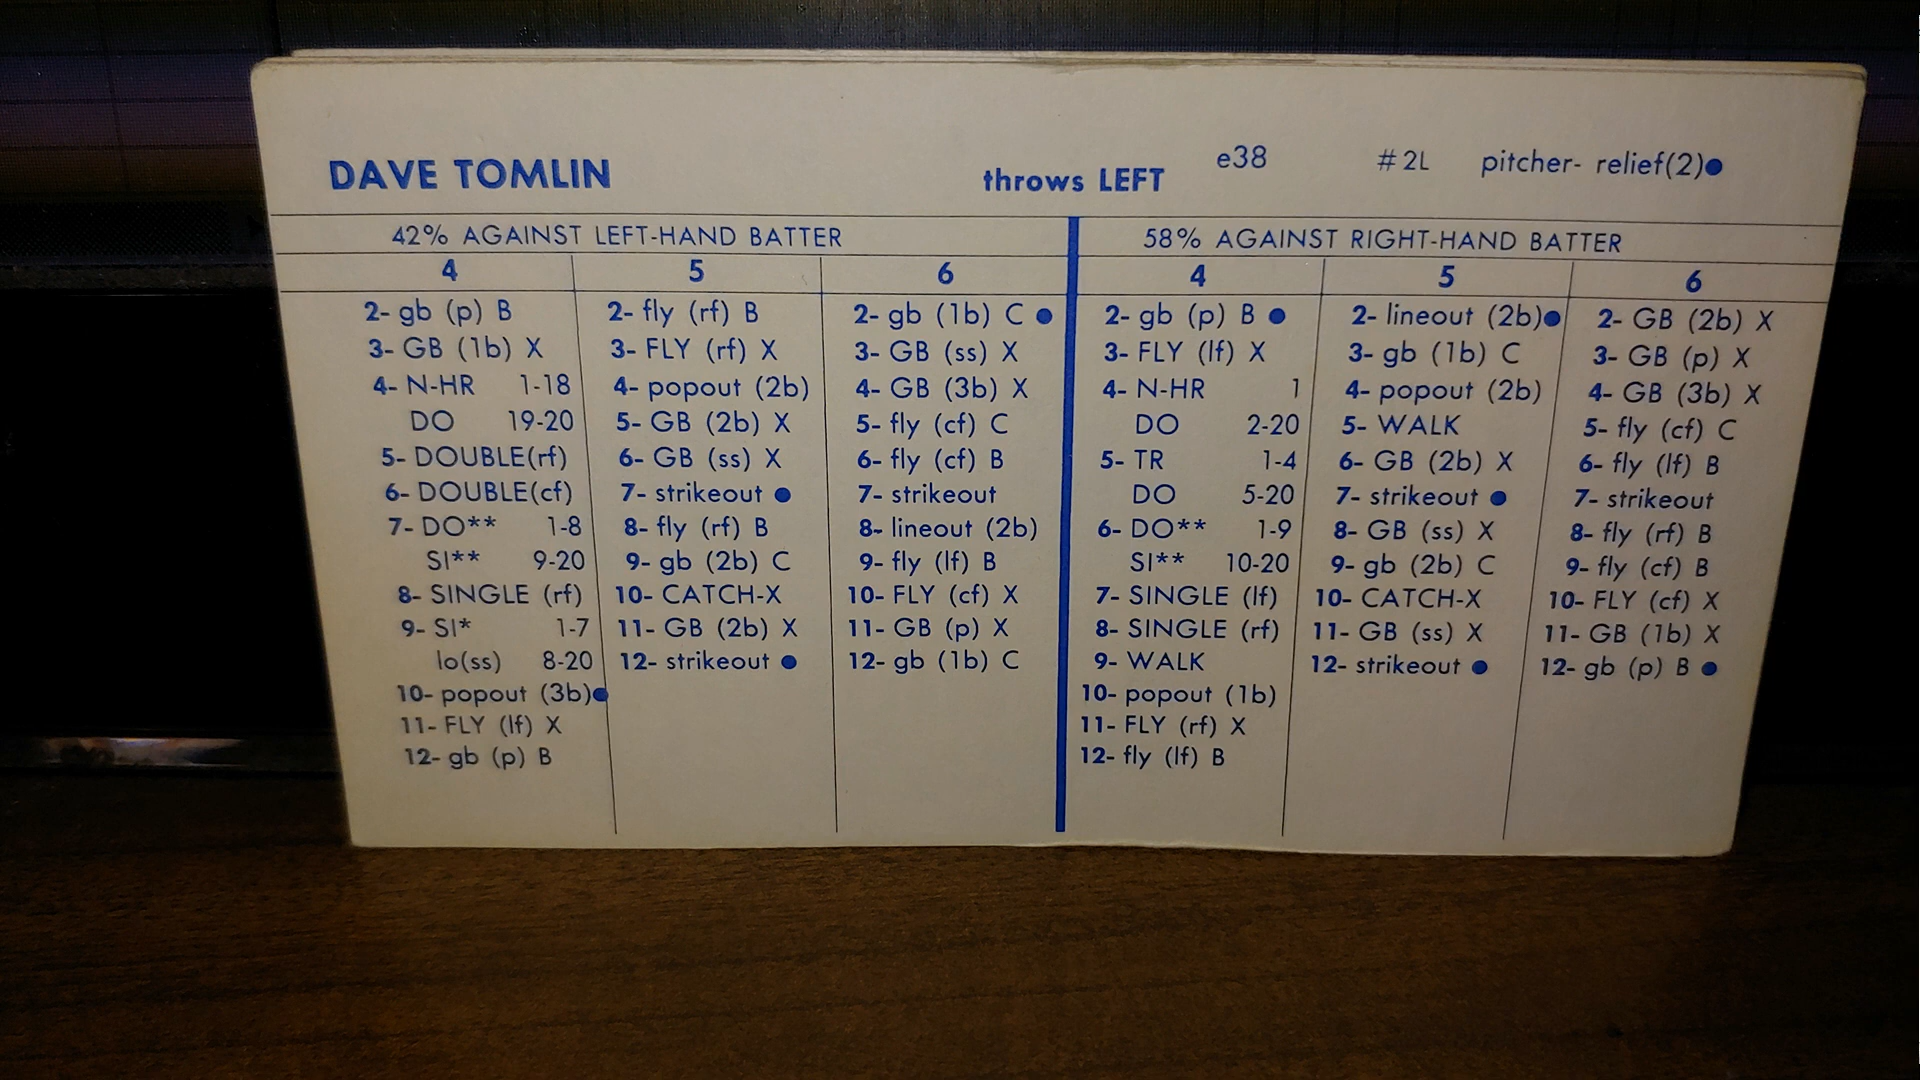 DAVE TOMLIN throws LEFT e38 #2L pitcher- relief(2)●
42% AGAINST LEFT-HAND BATTER
4
2- gb (p) B
3- GB (1b) X
4- N-HR 1-18
DO 19-20
5- DOUBLE(rf)
6- DOUBLE(cf)
7- DO** 1-8
SI** 9-20
8- SINGLE (rf)
9- SI* 1-7
lo(ss) 8-20
10- popout (3b)●
11- FLY (lf) X
12- gb (p) B
5
2- fly (rf) B
3- FLY (rf) X
4- popout (2b)
5- GB (2b) X
6- GB (ss) X
7- strikeout ●
8- fly (rf) B
9- gb (2b) C
10- CATCH-X
11- GB (2b) X
12- strikeout ●
6
2- gb (1b) C ●
3- GB (ss) X
4- GB (3b) X
5- fly (cf) C
6- fly (cf) B
7- strikeout
8- lineout (2b)
9- fly (lf) B
10- FLY (cf) X
11- GB (p) X
12- gb (1b) C
58% AGAINST RIGHT-HAND BATTER
4
2- gb (p) B ●
3- FLY (lf) X
4- N-HR 1
DO 2-20
5- TR 1-4
DO 5-20
6- DO** 1-9
SI** 10-20
7- SINGLE (lf)
8- SINGLE (rf)
9- WALK
10- popout (1b)
11- FLY (rf) X
12- fly (lf) B
5
2- lineout (2b)●
3- gb (1b) C
4- popout (2b)
5- WALK
6- GB (2b) X
7- strikeout ●
8- GB (ss) X
9- gb (2b) C
10- CATCH-X
11- GB (ss) X
12- strikeout ●
6
2- GB (2b) X
3- GB (p) X
4- GB (3b) X
5- fly (cf) C
6- fly (lf) B
7- strikeout
8- fly (rf) B
9- fly (cf) B
10- FLY (cf) X
11- GB (1b) X
12- gb (p) B ●